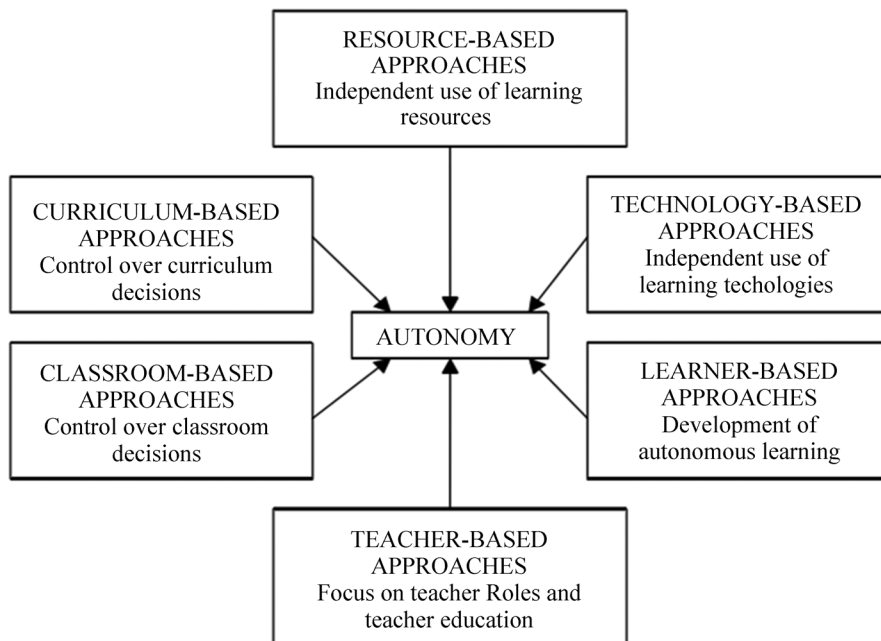 RESOURCE-BASED
APPROACHES
Independent use of learning
resources
CURRICULUM-BASED
APPROACHES
Control over curriculum
decisions
TECHNOLOGY-BASED
APPROACHES
Independent use of
learning techologies
AUTONOMY
CLASSROOM-BASED
APPROACHES
Control over classroom
decisions
LEARNER-BASED
APPROACHES
Development of
autonomous learning
TEACHER-BASED
APPROACHES
Focus on teacher Roles and
teacher education